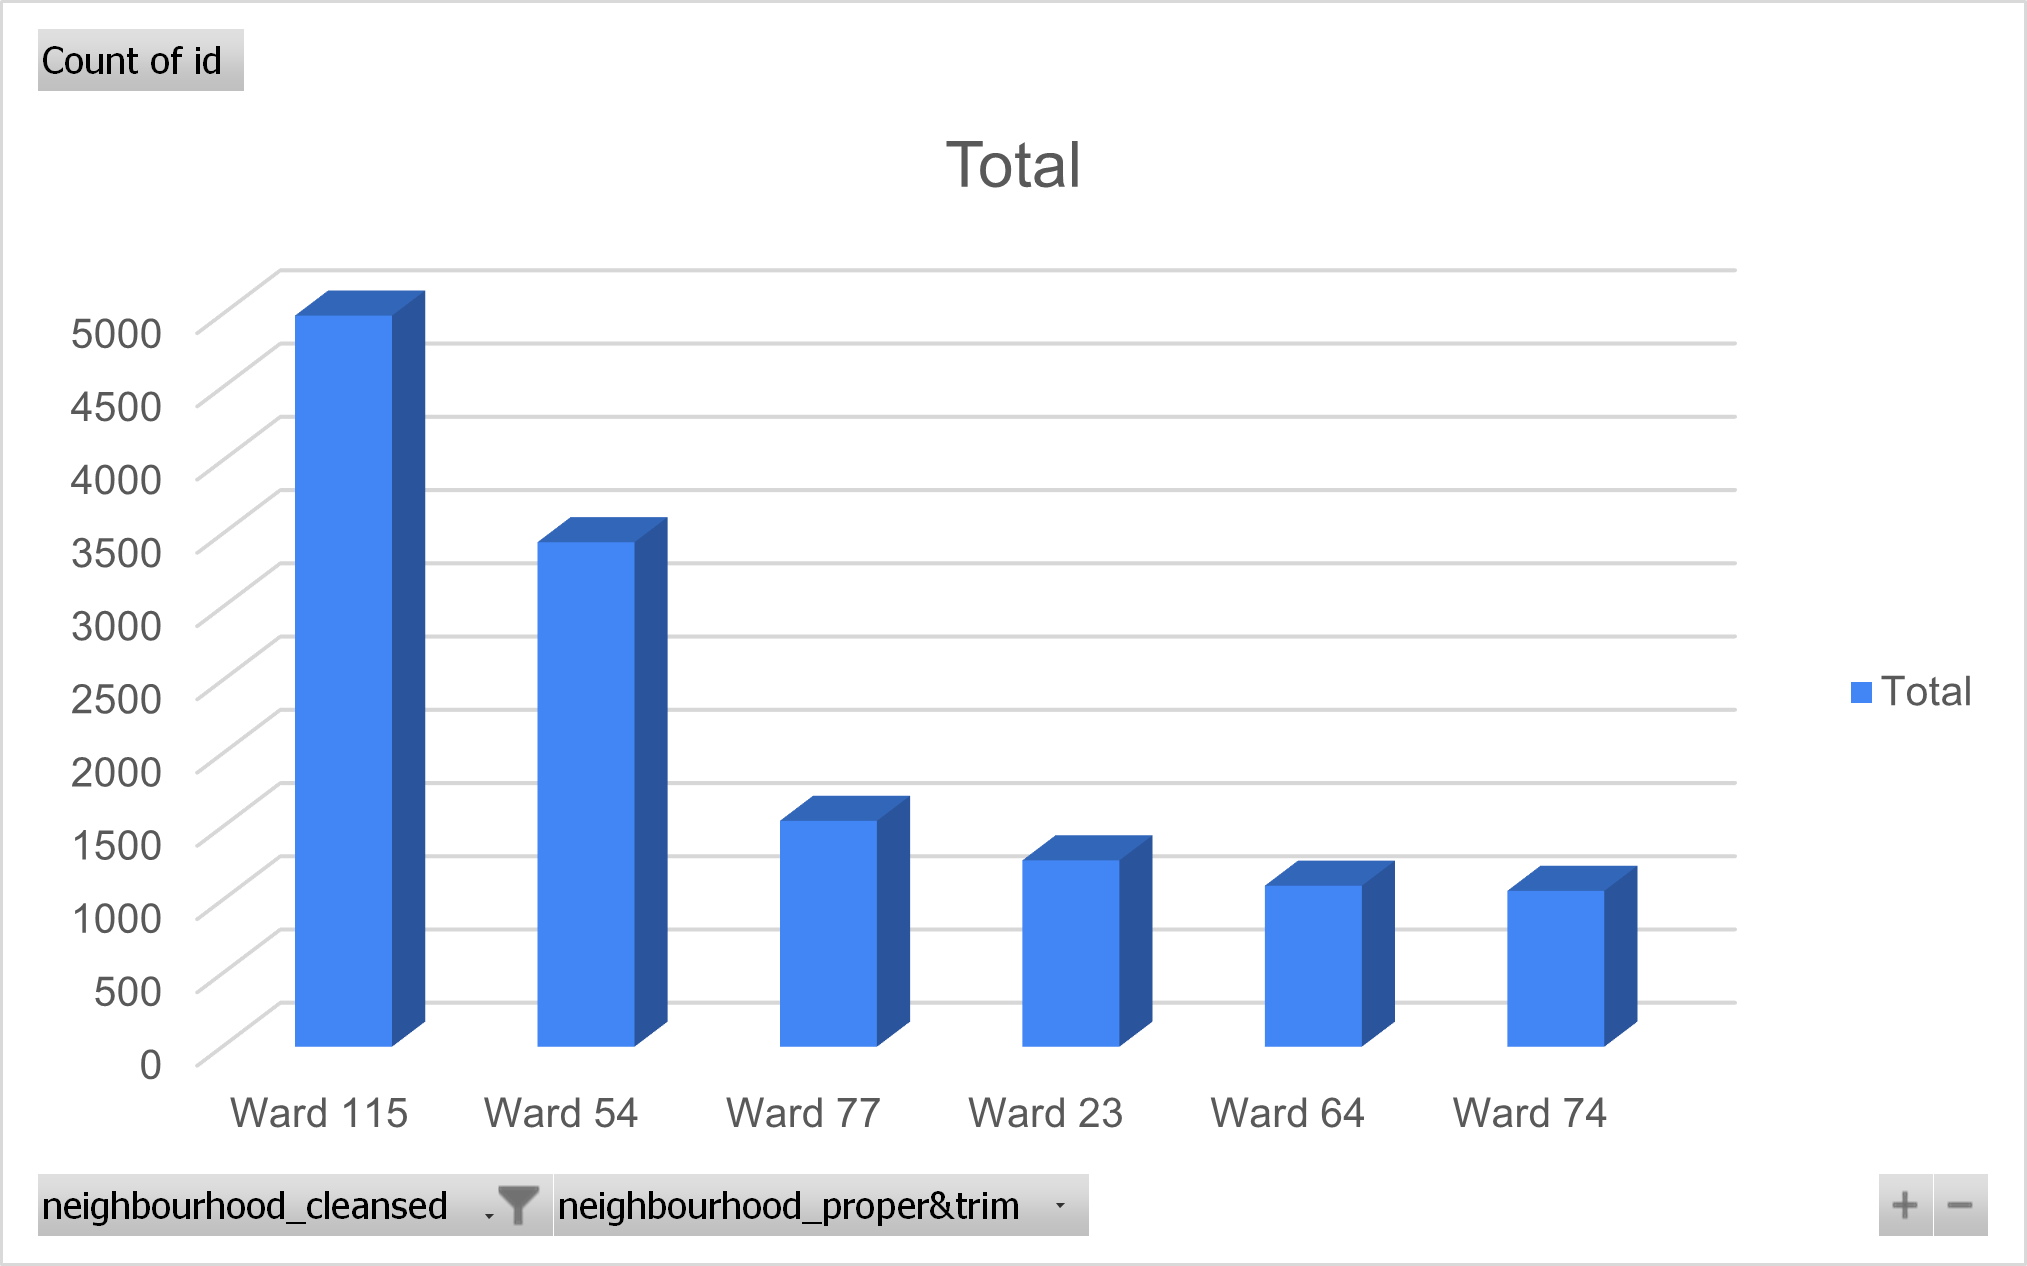 Count of id
Total
5000
4500
4000
3500
3000
2500
2000
1500
1000
500
0
Total
Ward 115 Ward 54 Ward 77 Ward 23 Ward 64 Ward 74
neighbourhood_cleansed neighbourhood_proper&trim + −